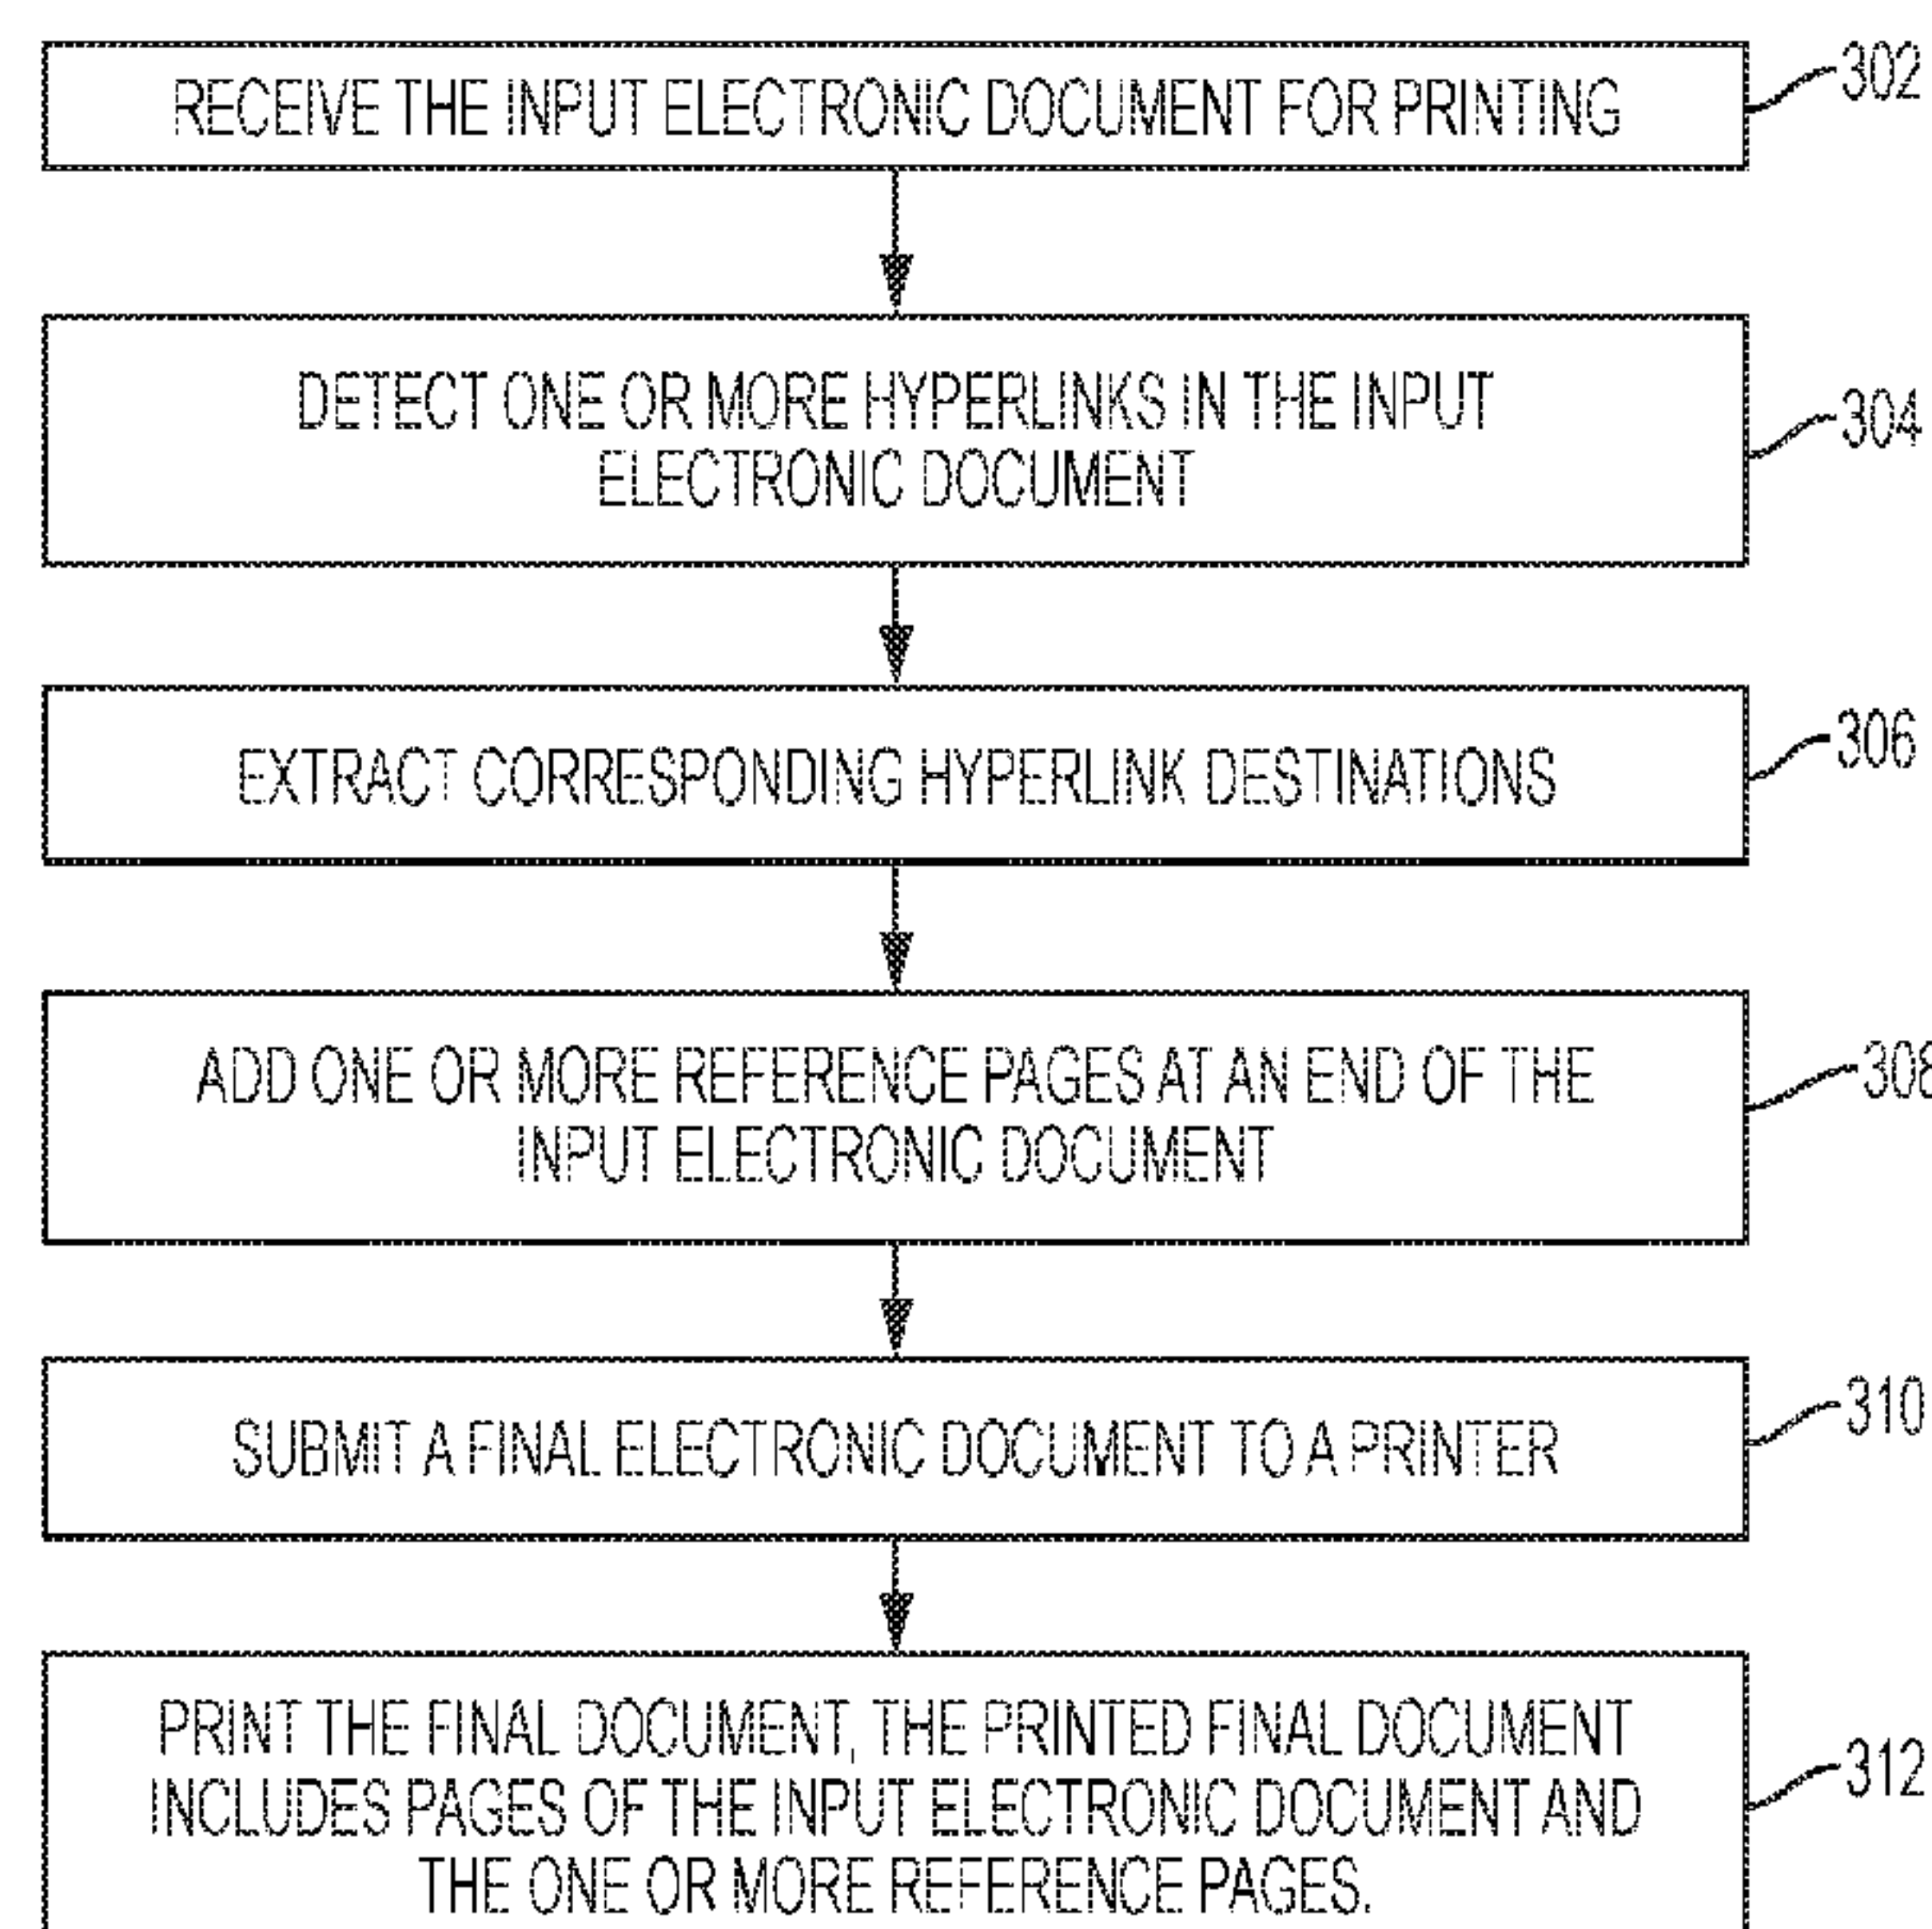 RECEIVE THE INPUT ELECTRONIC DOCUMENT FOR PRINTING
302
DETECT ONE OR MORE HYPERLINKS IN THE INPUT
ELECTRONIC DOCUMENT
304
EXTRACT CORRESPONDING HYPERLINK DESTINATIONS
306
ADD ONE OR MORE REFERENCE PAGES AT AN END OF THE
INPUT ELECTRONIC DOCUMENT
308
SUBMIT A FINAL ELECTRONIC DOCUMENT TO A PRINTER
310
PRINT THE FINAL DOCUMENT, THE PRINTED FINAL DOCUMENT
INCLUDES PAGES OF THE INPUT ELECTRONIC DOCUMENT AND
THE ONE OR MORE REFERENCE PAGES.
312